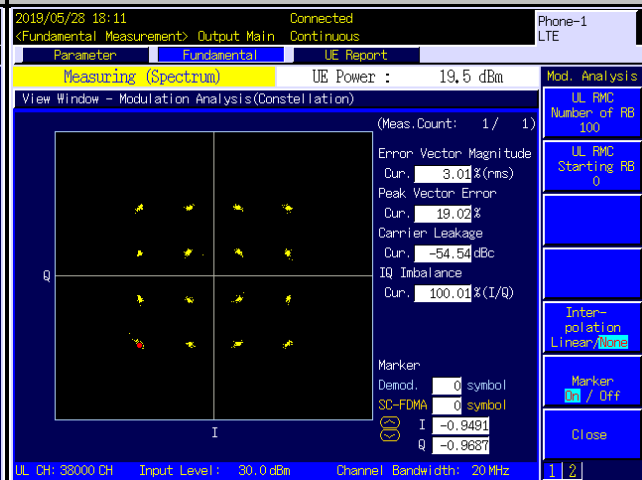 2019/05/28 18:11 Connected Phone-1
<Fundamental Measurement> Output Main Continuous LTE
Parameter Fundamental UE Report
Measuring (Spectrum) UE Power : 19.5 dBm Mod. Analysis
View Window - Modulation Analysis(Constellation)
UL RMC
Number of RB
100
(Meas.Count: 1/ 1)
Error Vector Magnitude
Cur. 3.01 %(rms)
Peak Vector Error
Cur. 19.02 %
Carrier Leakage
Cur. -54.54 dBc
IQ Imbalance
Cur. 100.01 %(I/Q)
UL RMC
Starting RB
0
Q
I
Inter-
polation
Linear/None
Marker
Demod. 0 symbol
SC-FDMA 0 symbol
I -0.9491
Q -0.9687
Marker
On / Off
Close
UL CH: 38000 CH Input Level: 30.0 dBm Channel Bandwidth: 20 MHz
1 2